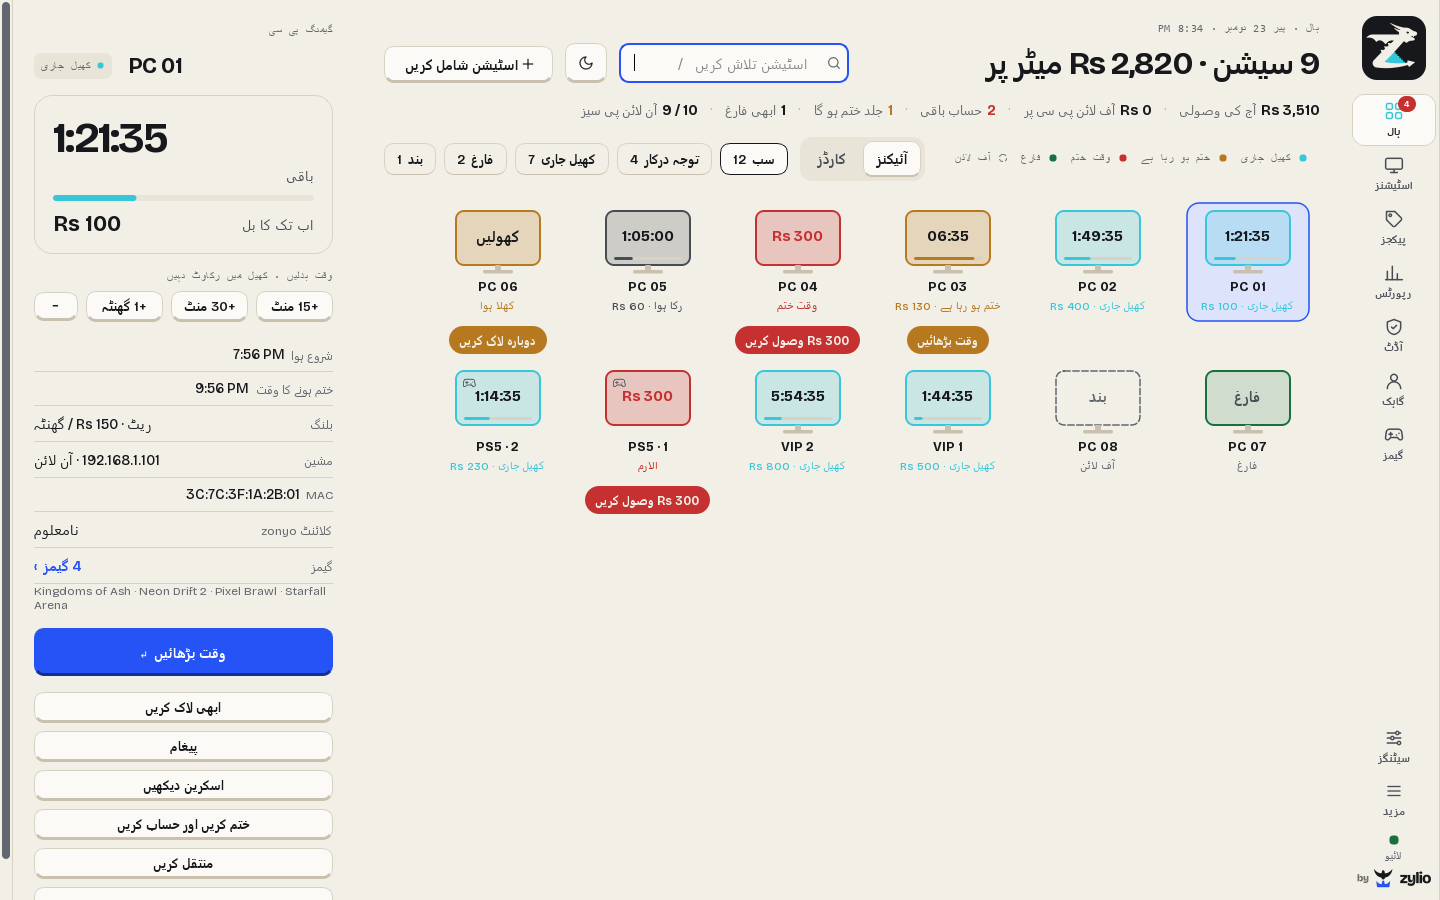 ہال · پیر 23 نومبر · 8:34 PM
9 سیشن · Rs 2,820 میٹر پر
اسٹیشن تلاش کریں /
+ اسٹیشن شامل کریں
Rs 3,510 آج کی وصولی · Rs 0 آف لائن پی سی پر · 2 حساب باقی · 1 جلد ختم ہو گا · 1 ابھی فارغ · 9 / 10 آن لائن پی سیز
کھیل جاری ختم ہو رہا ہے وقت ختم فارغ آف لائن
آئیکنز کارڈز
سب 12 توجہ درکار 4 کھیل جاری 7 فارغ 2 بند 1
1:21:35
PC 01
کھیل جاری · Rs 100
1:49:35
PC 02
کھیل جاری · Rs 400
06:35
PC 03
ختم ہو رہا ہے · Rs 130
وقت بڑھائیں
Rs 300
PC 04
وقت ختم
Rs 300 وصول کریں
1:05:00
PC 05
رکا ہوا · Rs 60
کھولیں
PC 06
کھلا ہوا
دوبارہ لاک کریں
فارغ
PC 07
فارغ
بند
PC 08
آف لائن
1:44:35
VIP 1
کھیل جاری · Rs 500
5:54:35
VIP 2
کھیل جاری · Rs 800
Rs 300
PS5 · 1
الارم
Rs 300 وصول کریں
1:14:35
PS5 · 2
کھیل جاری · Rs 230
4
ہال
اسٹیشنز
پیکجز
رپورٹس
آڈٹ
گاہک
گیمز
سیٹنگز
مزید
لائیو
by zylio
گیمنگ پی سی
PC 01
کھیل جاری
1:21:35
باقی
اب تک کا بل Rs 100
وقت بدلیں · کھیل میں رکاوٹ نہیں
+15 منٹ +30 منٹ +1 گھنٹہ −
شروع ہوا 7:56 PM
ختم ہونے کا وقت 9:56 PM
بلنگ ریٹ · Rs 150 / گھنٹہ
مشین 192.168.1.101 · آن لائن
MAC 3C:7C:3F:1A:2B:01
کلائنٹ zonyo نامعلوم
گیمز 4 گیمز ›
Kingdoms of Ash · Neon Drift 2 · Pixel Brawl · Starfall
Arena
وقت بڑھائیں ↵
ابھی لاک کریں
پیغام
اسکرین دیکھیں
ختم کریں اور حساب کریں
منتقل کریں